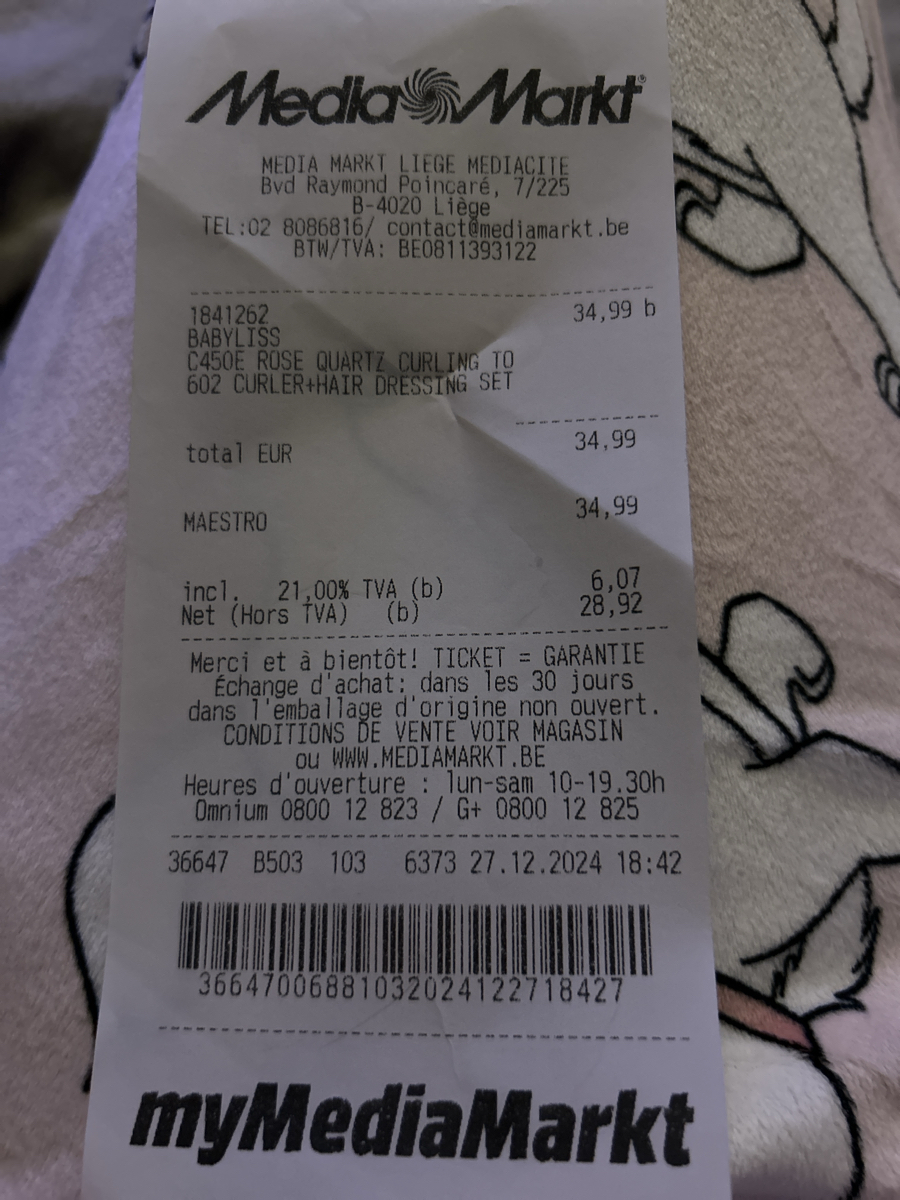 Media Markt
MEDIA MARKT LIEGE MEDIACITE
Bvd Raymond Poincaré, 7/225
B-4020 Liège
TEL:02 8086816/ contact@mediamarkt.be
BTW/TVA: BE0811393122
1841262 34,99 b
BABYLISS
C450E ROSE QUARTZ CURLING TO
602 CURLER+HAIR DRESSING SET
total EUR 34,99
MAESTRO 34,99
incl. 21,00% TVA (b) 6,07
Net (Hors TVA) (b) 28,92
Merci et à bientôt! TICKET = GARANTIE
Échange d'achat: dans les 30 jours
dans l'emballage d'origine non ouvert.
CONDITIONS DE VENTE VOIR MAGASIN
ou WWW.MEDIAMARKT.BE
Heures d'ouverture : lun-sam 10-19.30h
Omnium 0800 12 823 / G+ 0800 12 825
36647 B503 103 6373 27.12.2024 18:42
36647006881032024122718427
myMediaMarkt